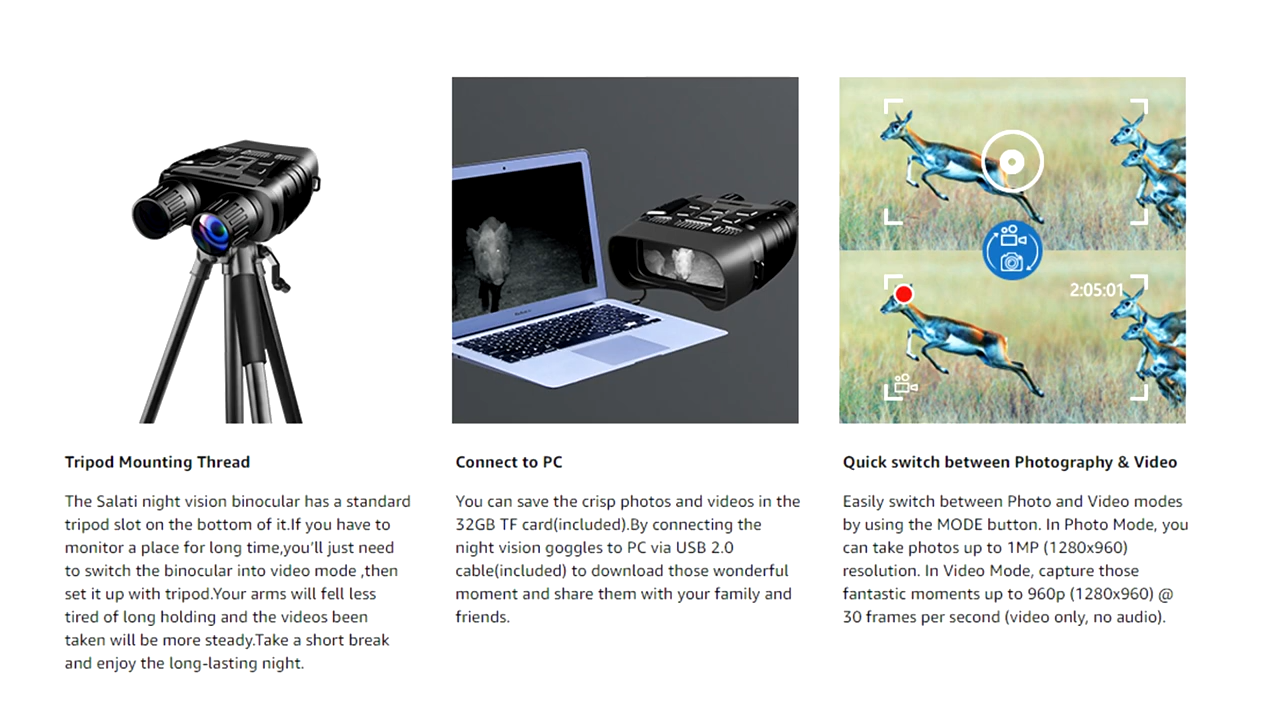 2:05:01
Tripod Mounting Thread
The Salati night vision binocular has a standard
tripod slot on the bottom of it.If you have to
monitor a place for long time,you'll just need
to switch the binocular into video mode ,then
set it up with tripod.Your arms will fell less
tired of long holding and the videos been
taken will be more steady.Take a short break
and enjoy the long-lasting night.
Connect to PC
You can save the crisp photos and videos in the
32GB TF card(included).By connecting the
night vision goggles to PC via USB 2.0
cable(included) to download those wonderful
moment and share them with your family and
friends.
Quick switch between Photography & Video
Easily switch between Photo and Video modes
by using the MODE button. In Photo Mode, you
can take photos up to 1MP (1280x960)
resolution. In Video Mode, capture those
fantastic moments up to 960p (1280x960) @
30 frames per second (video only, no audio).